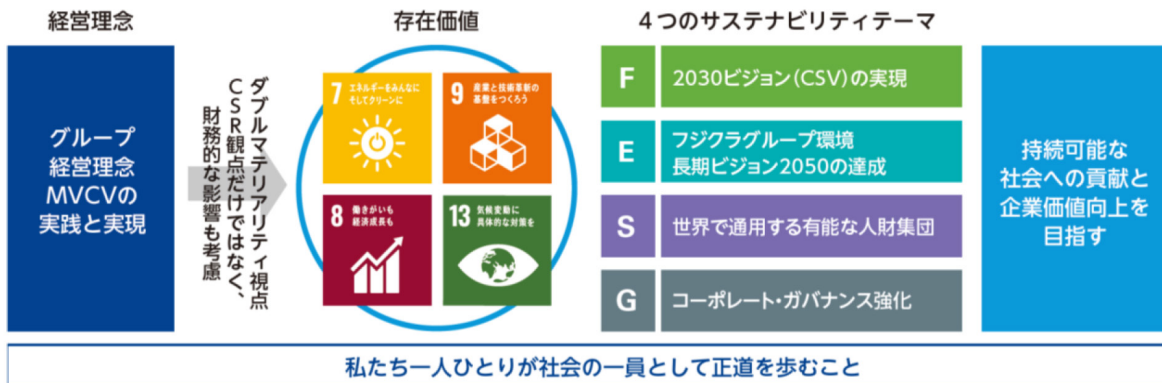 経営理念
グループ
経営理念
MVCVの
実践と実現
ダブルマテリアリティ視点
CSR観点だけではなく、
財務的な影響も考慮
存在価値
7 エネルギーをみんなに
そしてクリーンに
9 産業と技術革新の
基盤をつくろう
8 働きがいも
経済成長も
13 気候変動に
具体的な対策を
4つのサステナビリティテーマ
F 2030ビジョン(CSV)の実現
E フジクラグループ環境
長期ビジョン2050の達成
S 世界で通用する有能な人財集団
G コーポレート・ガバナンス強化
持続可能な
社会への貢献と
企業価値向上を
目指す
私たち一人ひとりが社会の一員として正道を歩むこと